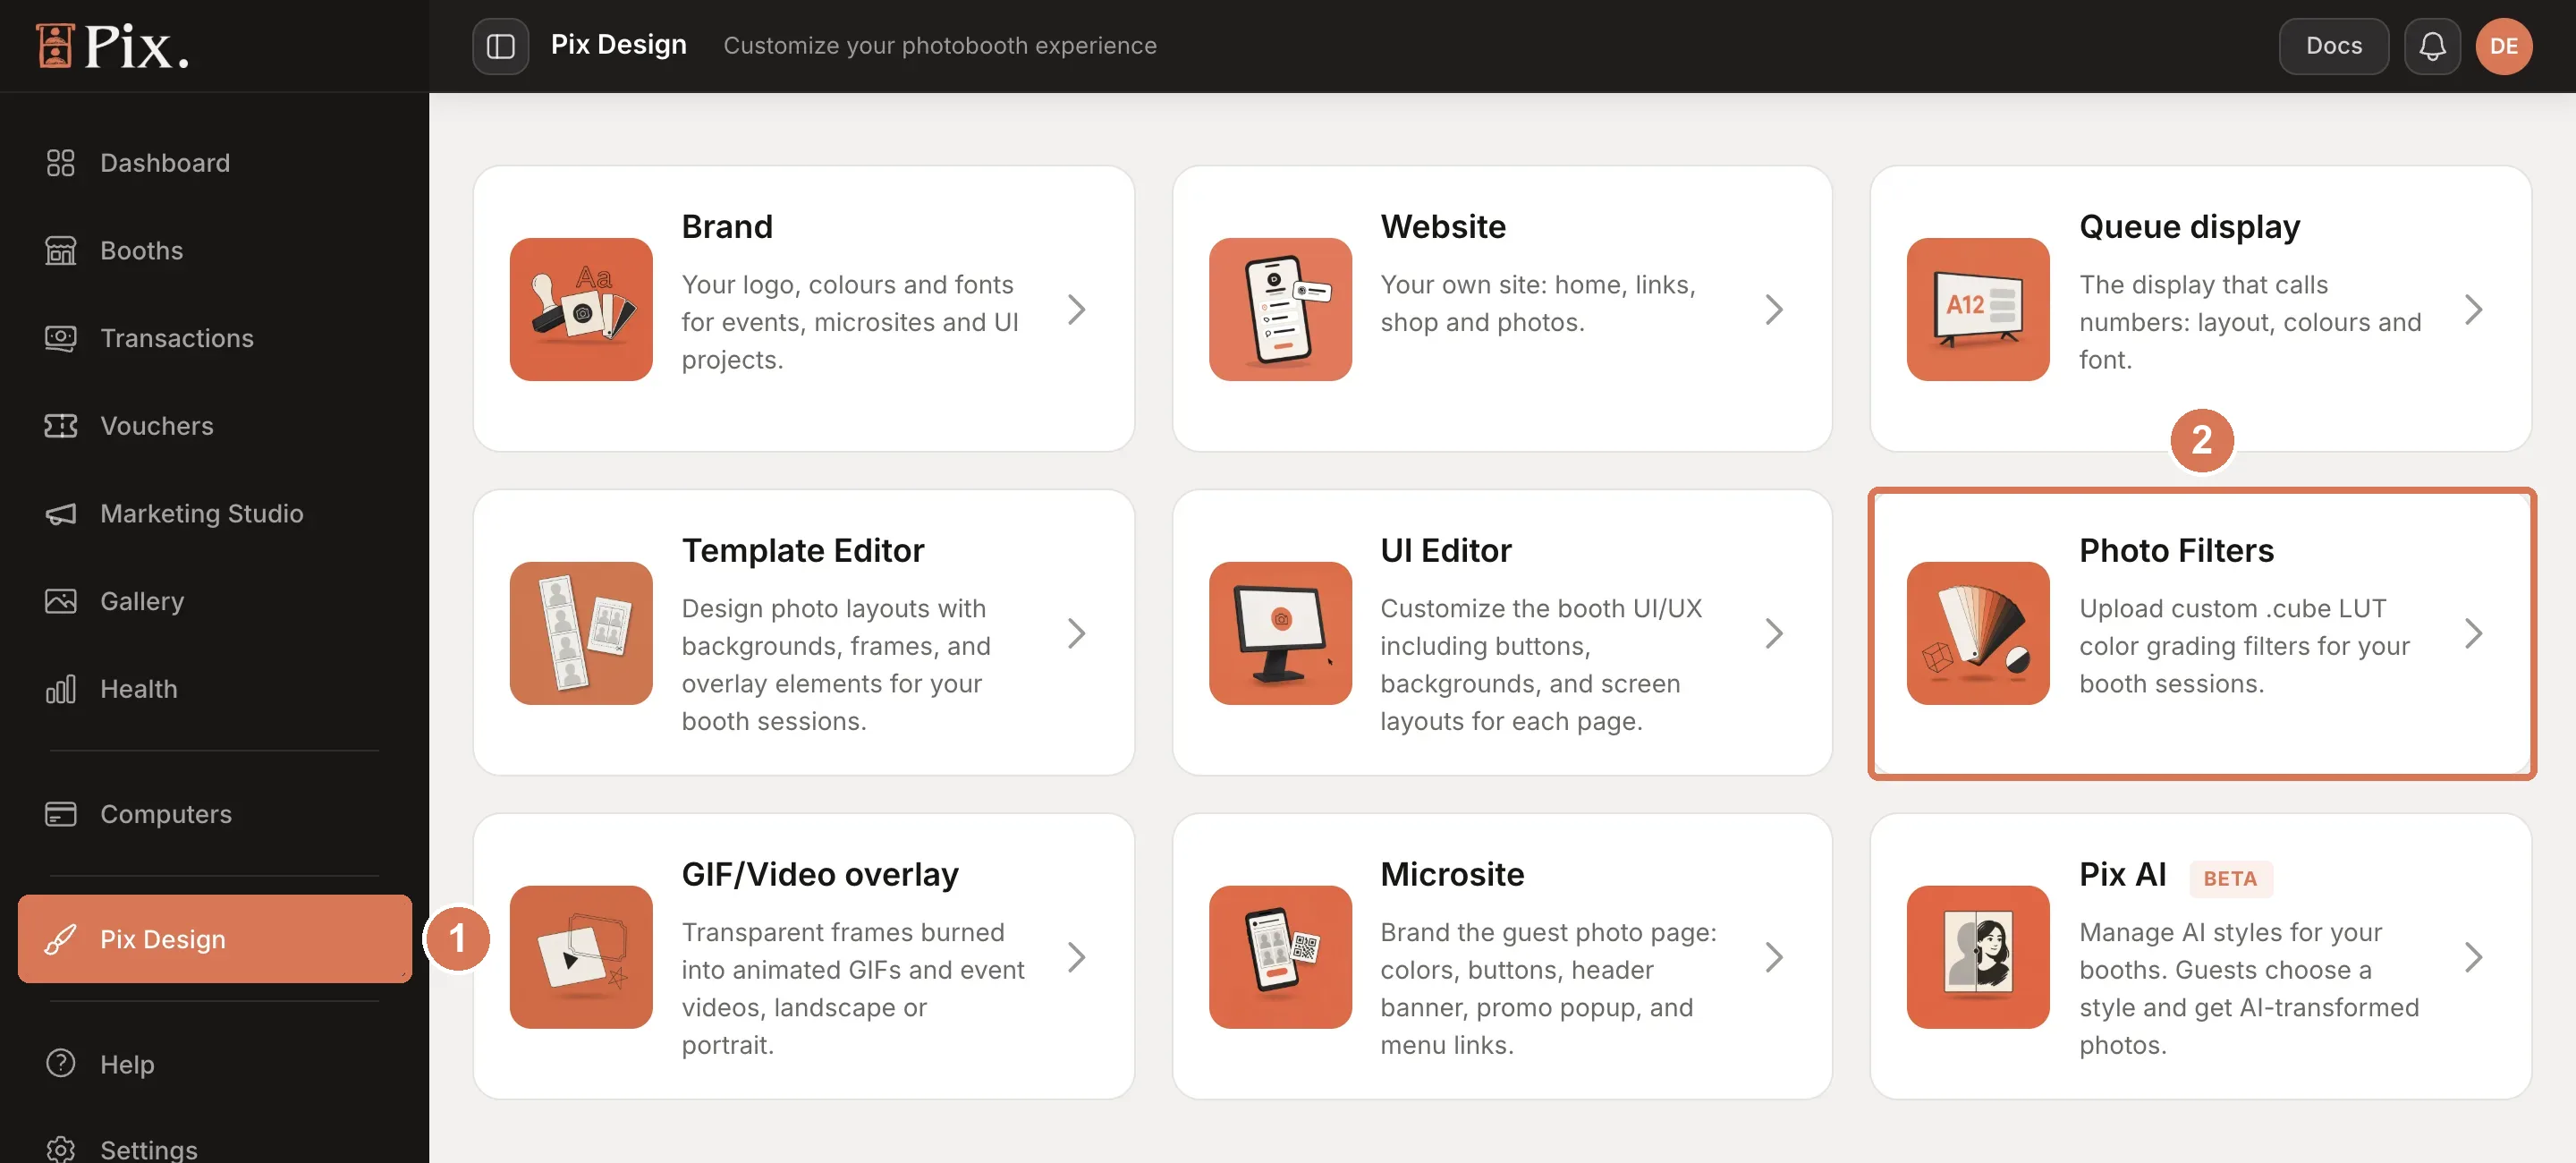 Pix.
Pix Design
Customize your photobooth experience
Docs
DE
Dashboard
Booths
Transactions
Vouchers
Marketing Studio
Gallery
Health
Computers
Pix Design
1
Help
Settings
Aa
Brand
Your logo, colours and fonts
for events, microsites and UI
projects.
Website
Your own site: home, links,
shop and photos.
A12
Queue display
The display that calls
numbers: layout, colours and
font.
2
Template Editor
Design photo layouts with
backgrounds, frames, and
overlay elements for your
booth sessions.
UI Editor
Customize the booth UI/UX
including buttons,
backgrounds, and screen
layouts for each page.
Photo Filters
Upload custom .cube LUT
color grading filters for your
booth sessions.
GIF/Video overlay
Transparent frames burned
into animated GIFs and event
videos, landscape or
portrait.
Microsite
Brand the guest photo page:
colors, buttons, header
banner, promo popup, and
menu links.
Pix AI BETA
Manage AI styles for your
booths. Guests choose a
style and get AI-transformed
photos.